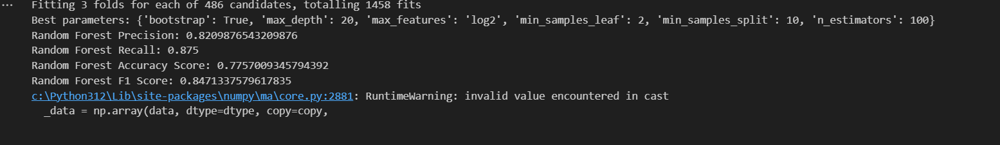 ... Fitting 3 folds for each of 486 candidates, totalling 1458 fits
Best parameters: {'bootstrap': True, 'max_depth': 20, 'max_features': 'log2', 'min_samples_leaf': 2, 'min_samples_split': 10, 'n_estimators': 100}
Random Forest Precision: 0.8209876543209876
Random Forest Recall: 0.875
Random Forest Accuracy Score: 0.7757009345794392
Random Forest F1 Score: 0.8471337579617835
c:\Python312\Lib\site-packages\numpy\ma\core.py:2881: RuntimeWarning: invalid value encountered in cast
  _data = np.array(data, dtype=dtype, copy=copy,